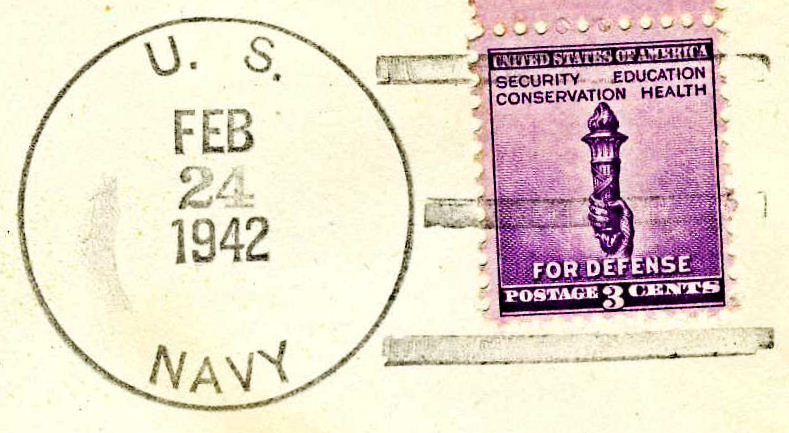 U. S.
FEB
24
1942
NAVY
UNITED STATES OF AMERICA
SECURITY EDUCATION
CONSERVATION HEALTH
FOR DEFENSE
POSTAGE 3 CENTS